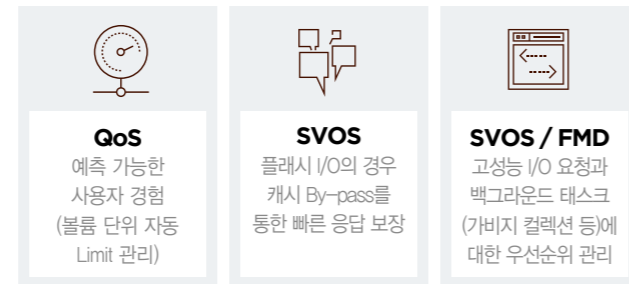 QoS
예측 가능한
사용자 경험
(볼륨 단위 자동
Limit 관리)
SVOS
플래시 I/O의 경우
캐시 By-pass를
통한 빠른 응답 보장
SVOS / FMD
고성능 I/O 요청과
백그라운드 태스크
(가비지 컬렉션 등)에
대한 우선순위 관리